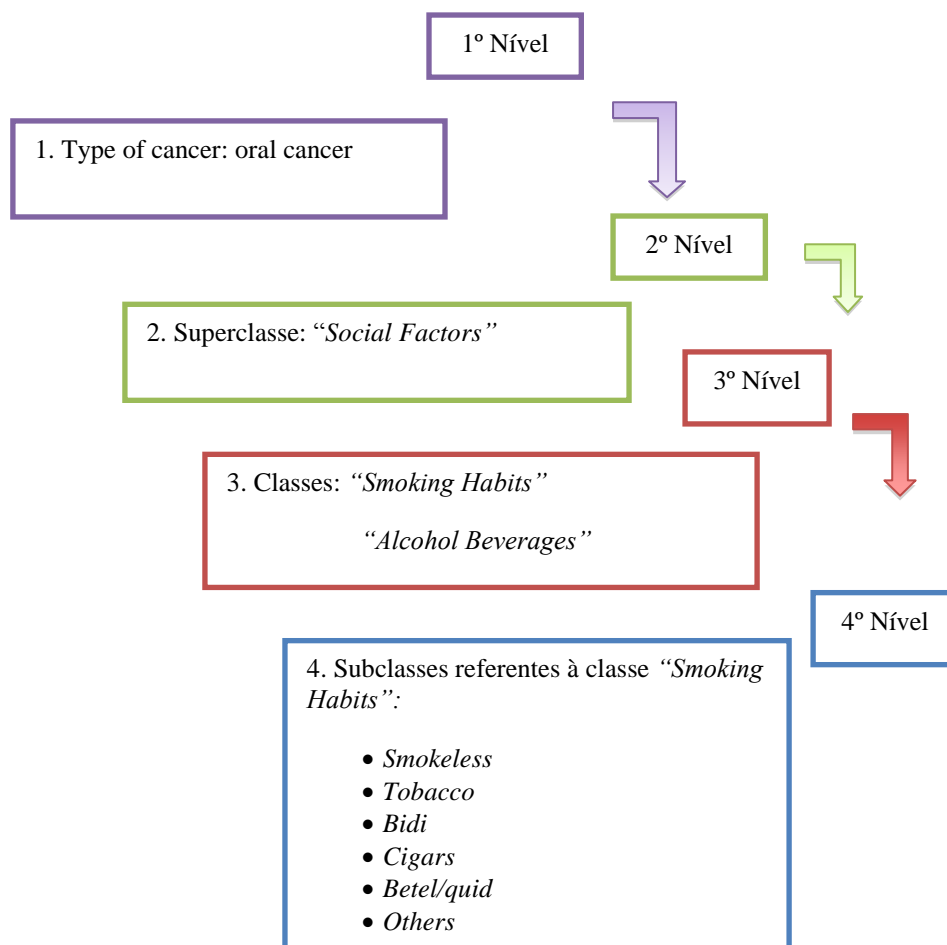 1º Nível
1. Type of cancer: oral cancer
2º Nível
2. Superclasse: “Social Factors”
3º Nível
3. Classes: “Smoking Habits”
“Alcohol Beverages”
4º Nível
4. Subclasses referentes à classe “Smoking
Habits”:
• Smokeless
• Tobacco
• Bidi
• Cigars
• Betel/quid
• Others